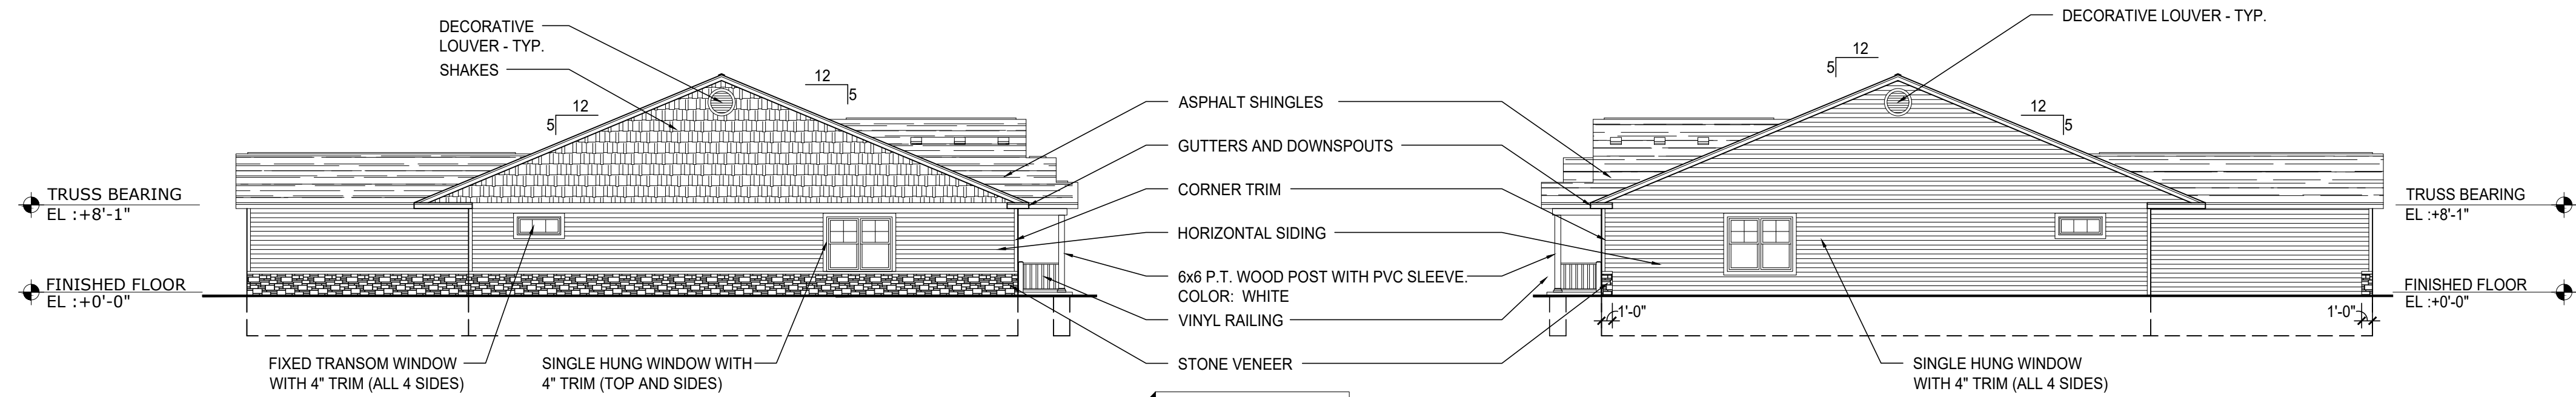 DECORATIVE
LOUVER - TYP.
SHAKES
12
5
12
5
TRUSS BEARING
EL :+8'-1"
FINISHED FLOOR
EL :+0'-0"
FIXED TRANSOM WINDOW
WITH 4" TRIM (ALL 4 SIDES)
SINGLE HUNG WINDOW WITH
4" TRIM (TOP AND SIDES)
ASPHALT SHINGLES
GUTTERS AND DOWNSPOUTS
CORNER TRIM
HORIZONTAL SIDING
6x6 P.T. WOOD POST WITH PVC SLEEVE.
COLOR: WHITE
VINYL RAILING
STONE VENEER
DECORATIVE LOUVER - TYP.
12
5
12
5
TRUSS BEARING
EL :+8'-1"
FINISHED FLOOR
EL :+0'-0"
1'-0"
1'-0"
SINGLE HUNG WINDOW
WITH 4" TRIM (ALL 4 SIDES)